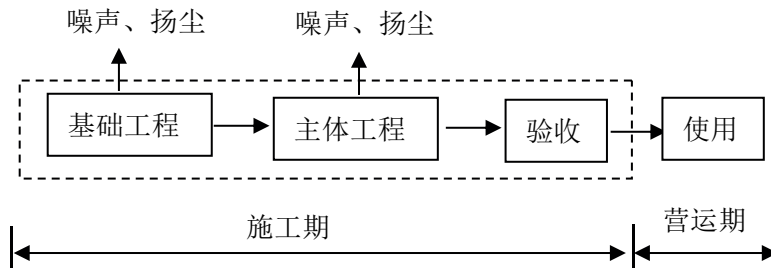 噪声、扬尘
噪声、扬尘
基础工程
主体工程
验收
使用
施工期
营运期